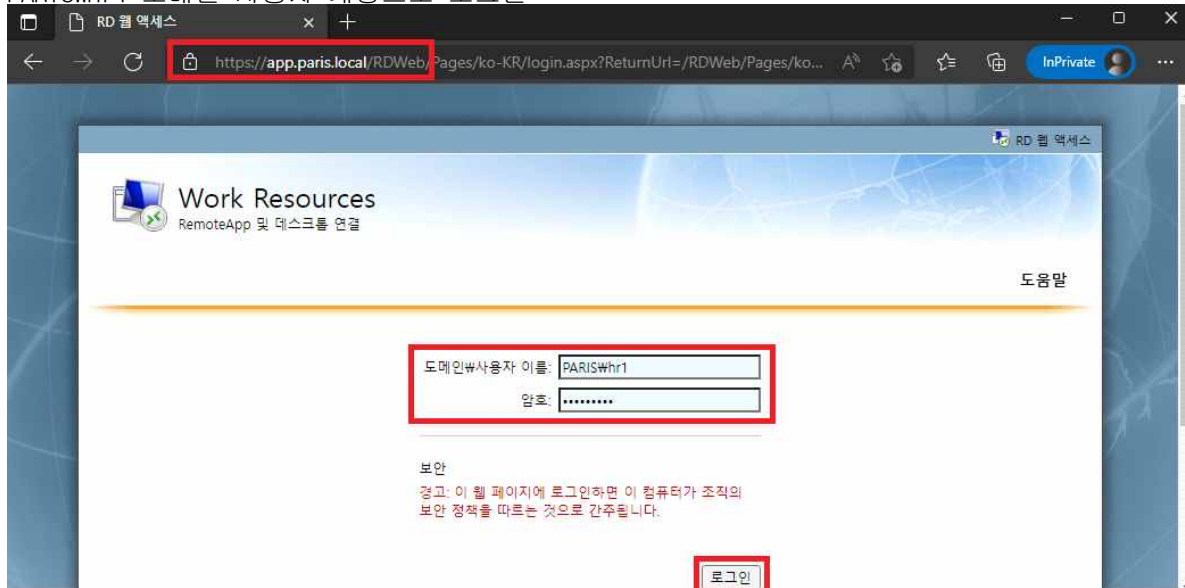 RD 웹 액세스
https://app.paris.local/RDWeb/Pages/ko-KR/login.aspx?ReturnUrl=/RDWeb/Pages/ko...
InPrivate
RD 웹 액세스
Work Resources
RemoteApp 및 데스크톱 연결
도움말
도메인₩사용자 이름: PARIS₩hr1
암호: •••••••••
보안
경고: 이 웹 페이지에 로그인하면 이 컴퓨터가 조직의
보안 정책을 따르는 것으로 간주됩니다.
로그인